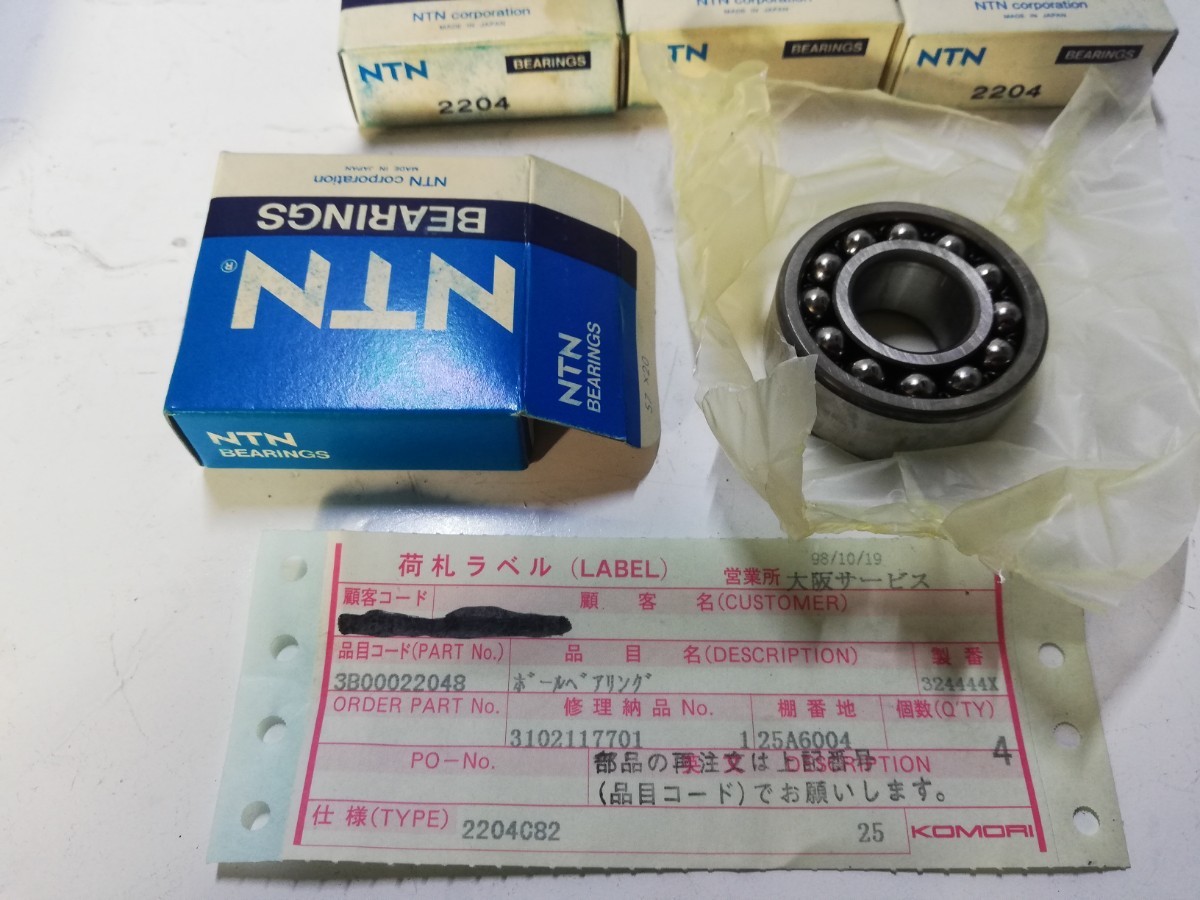 NTN corporation
MADE IN JAPAN
NTN BEARINGS
2204
corporation
MADE IN JAPAN
TN BEARINGS
NTN corporation
MADE IN JAPAN
NTN BEARINGS
2204
NTN corporation
MADE IN JAPAN
BEARINGS
NTN®
NTN
BEARINGS
NTN
BEARINGS
98/10/19
荷札ラベル (LABEL) 営業所 大阪サービス
顧客コード 顧客名(CUSTOMER)
品目コード(PART No.) 品目名(DESCRIPTION) 製番
3B00022048 ボールベアリング 324444X
ORDER PART No. 修理納品 No. 棚番地 個数(Q'TY)
3102117701 1 25A6004 4
PO-No. DESCRIPTION
部品の再注文は上記番号
(品目コード)でお願いします。
仕様(TYPE) 2204C82 25 KOMORI